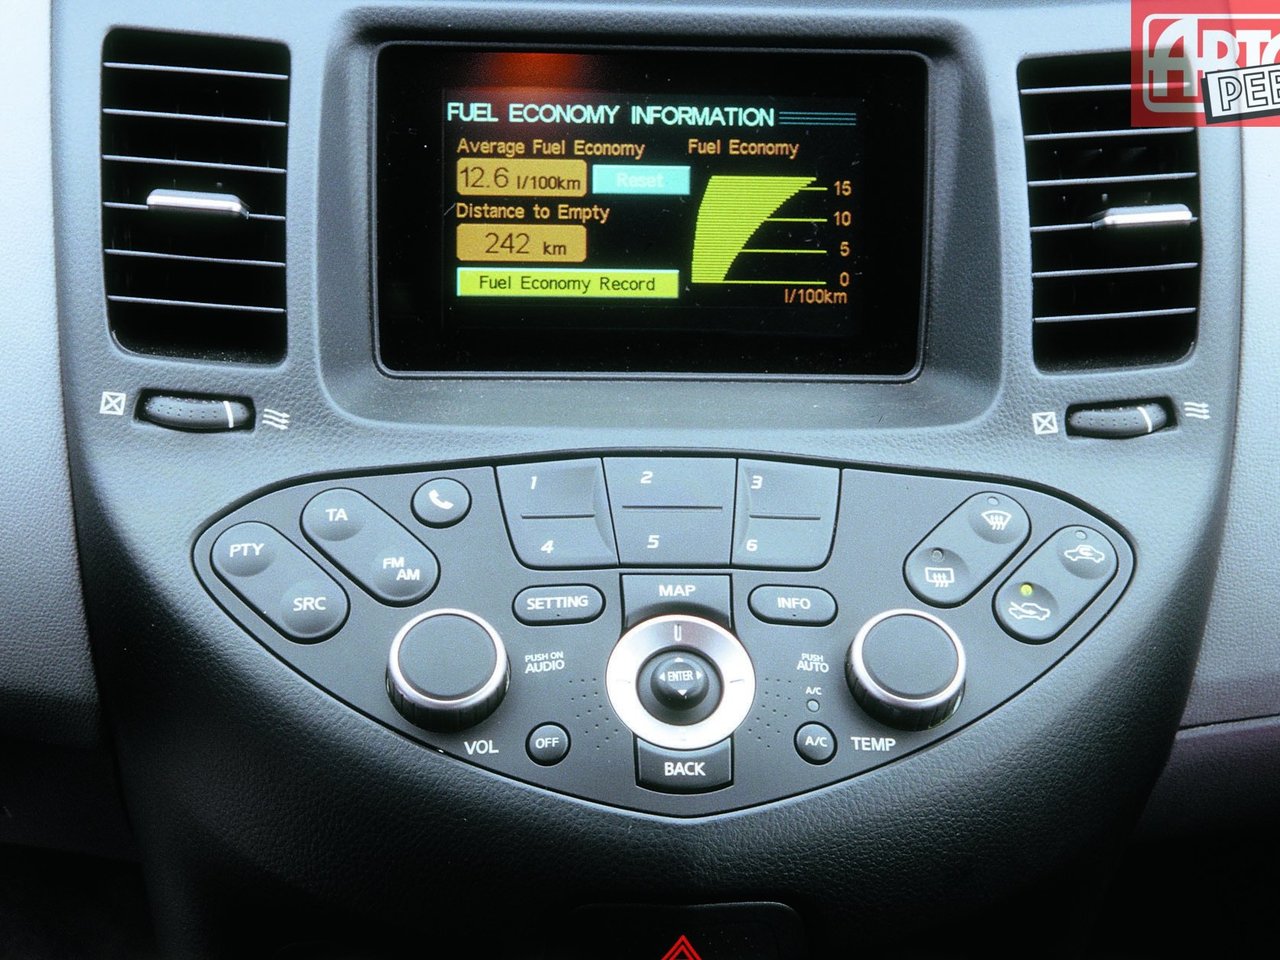 АВТО
РЕЕ
FUEL ECONOMY INFORMATION
Average Fuel Economy
Fuel Economy
12.6 l/100km
Reset
15
Distance to Empty
10
242 km
5
Fuel Economy Record
0
l/100km
1
2
3
4
5
6
TA
PTY
FM
AM
SRC
SETTING
MAP
INFO
U
ENTER
PUSH ON
AUDIO
PUSH
AUTO
A/C
VOL
OFF
A/C
TEMP
BACK